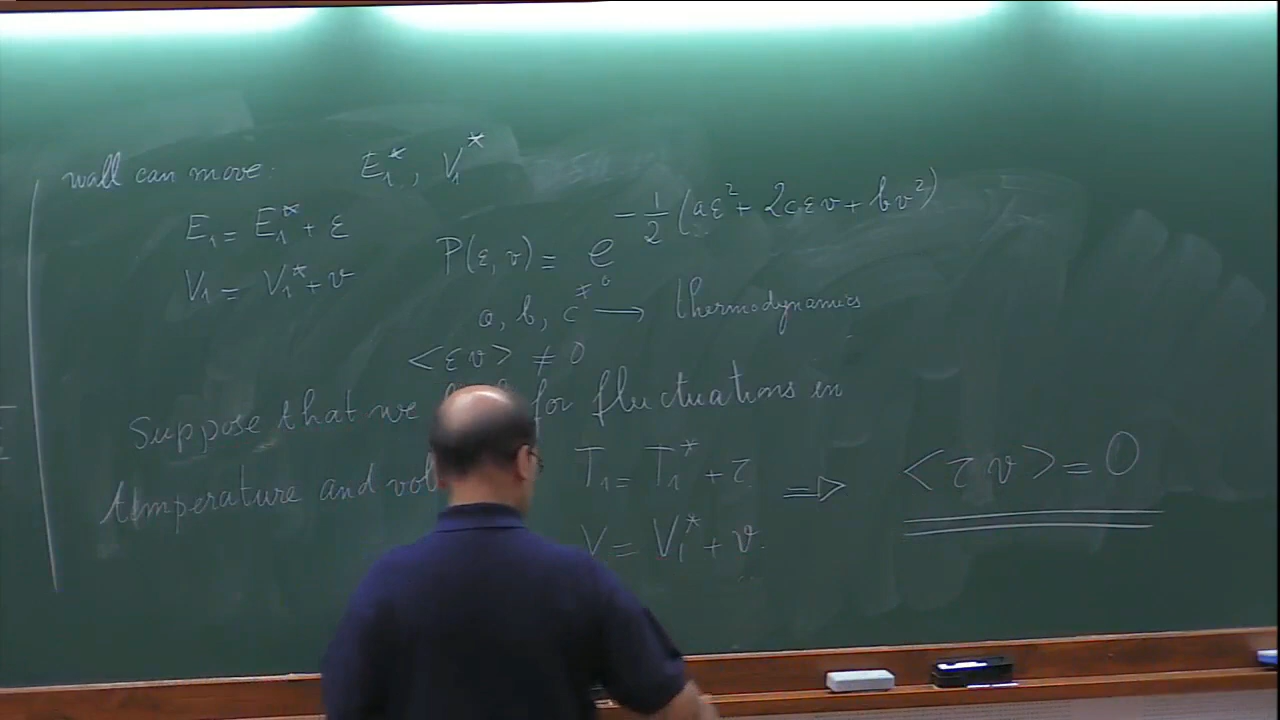 wall can move. E₁*, V₁*
E₁ = E₁* + ε
V₁ = V₁* + v
P(ε, v) = e^{-1/2 (aε² + 2cεv + bv²)}
a, b, c → thermodynamics
<εv> ≠ 0
Suppose that we for fluctuations in
temperature and vol
T₁ = T₁* + τ ⇒ <τv> = 0
V = V₁* + v.